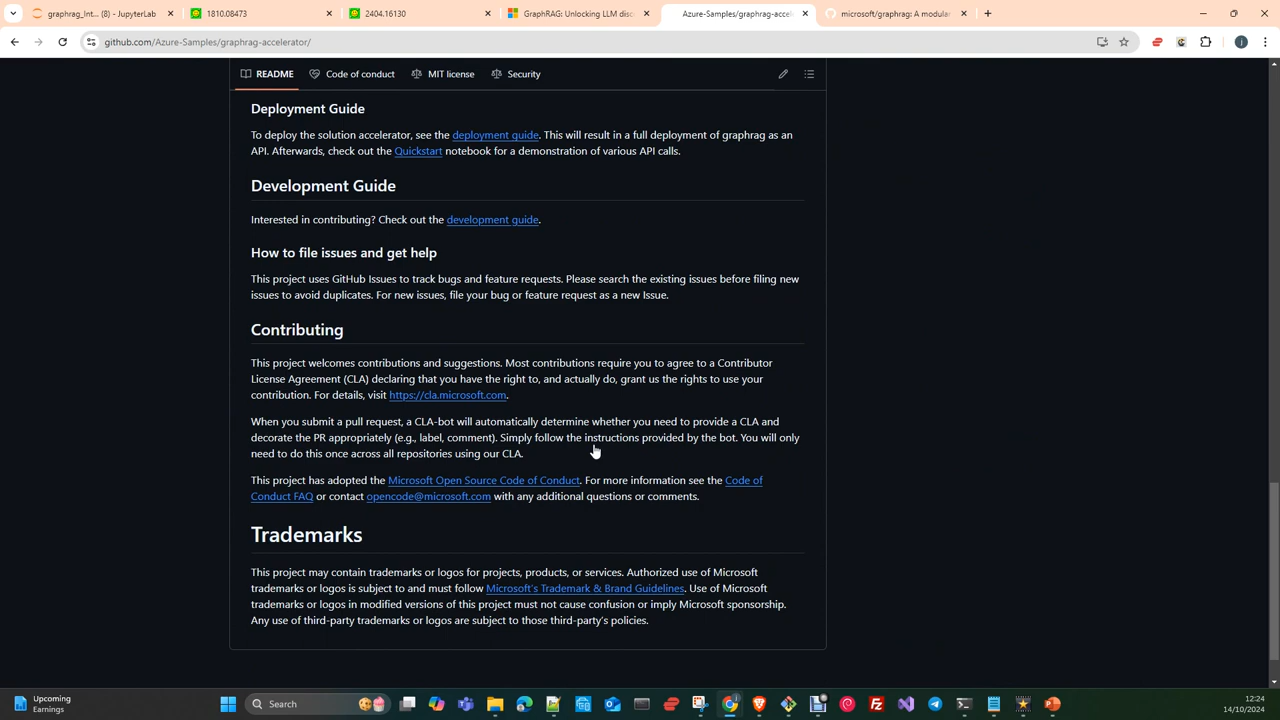 graphrag_Int... (8) - JupyterLab
1810.08473
2404.16130
GraphRAG: Unlocking LLM disc
Azure-Samples/graphrag-accele
microsoft/graphrag: A modular
github.com/Azure-Samples/graphrag-accelerator/
README
Code of conduct
MIT license
Security
Deployment Guide
To deploy the solution accelerator, see the deployment guide. This will result in a full deployment of graphrag as an
API. Afterwards, check out the Quickstart notebook for a demonstration of various API calls.
Development Guide
Interested in contributing? Check out the development guide.
How to file issues and get help
This project uses GitHub Issues to track bugs and feature requests. Please search the existing issues before filing new
issues to avoid duplicates. For new issues, file your bug or feature request as a new Issue.
Contributing
This project welcomes contributions and suggestions. Most contributions require you to agree to a Contributor
License Agreement (CLA) declaring that you have the right to, and actually do, grant us the rights to use your
contribution. For details, visit https://cla.microsoft.com.
When you submit a pull request, a CLA-bot will automatically determine whether you need to provide a CLA and
decorate the PR appropriately (e.g., label, comment). Simply follow the instructions provided by the bot. You will only
need to do this once across all repositories using our CLA.
This project has adopted the Microsoft Open Source Code of Conduct. For more information see the Code of
Conduct FAQ or contact opencode@microsoft.com with any additional questions or comments.
Trademarks
This project may contain trademarks or logos for projects, products, or services. Authorized use of Microsoft
trademarks or logos is subject to and must follow Microsoft's Trademark & Brand Guidelines. Use of Microsoft
trademarks or logos in modified versions of this project must not cause confusion or imply Microsoft sponsorship.
Any use of third-party trademarks or logos are subject to those third-party's policies.
Upcoming
Earnings
Search
12:24
14/10/2024